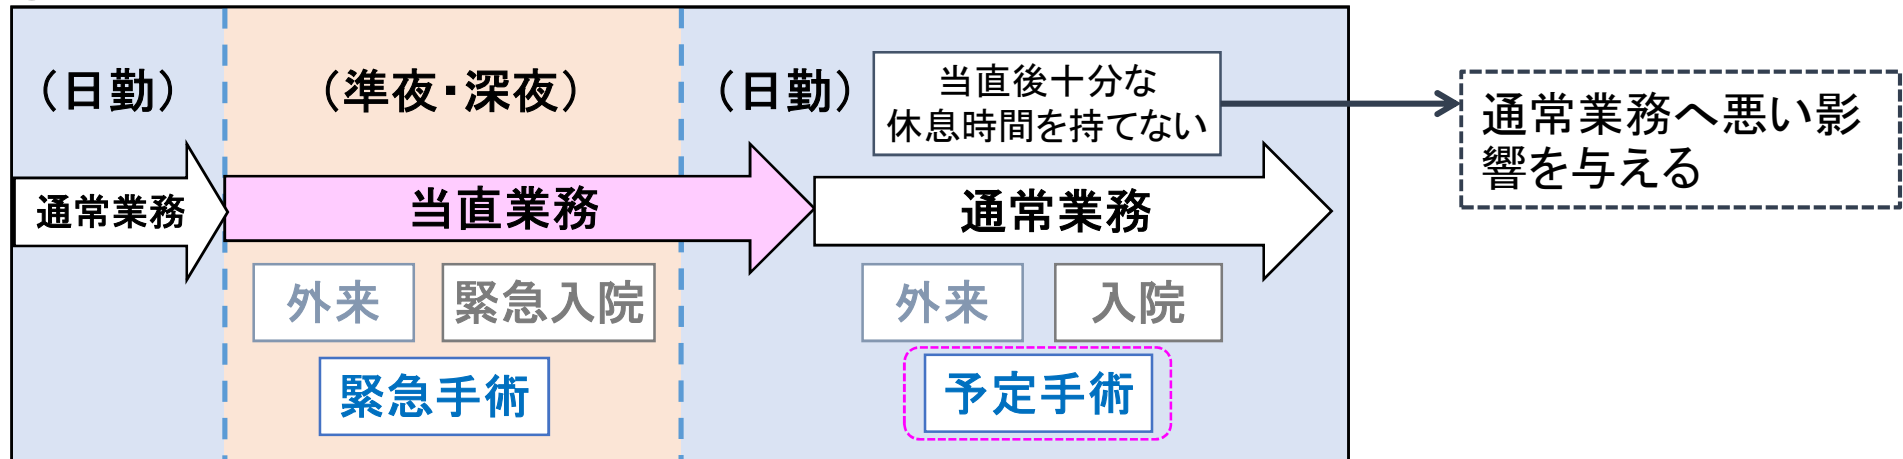 （日勤）
（準夜・深夜）
（日勤）
当直後十分な
休息時間を持てない
通常業務へ悪い影
響を与える
通常業務
当直業務
通常業務
外来
緊急入院
外来
入院
緊急手術
予定手術